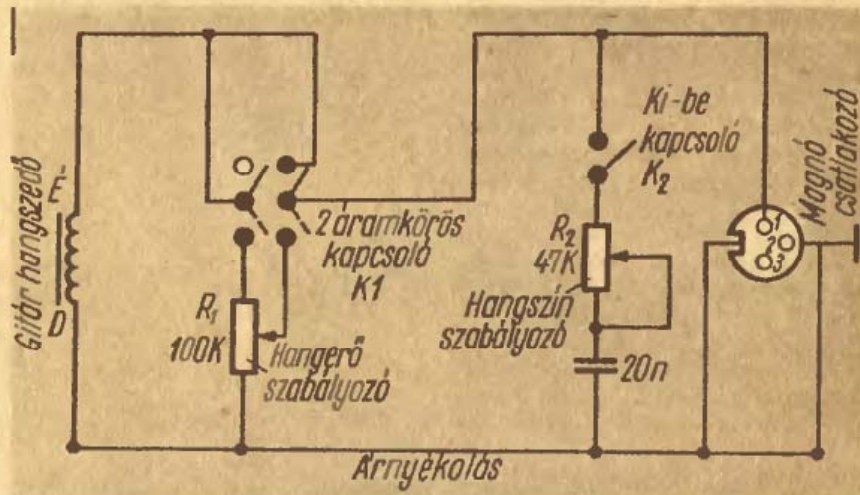 Gitár hangszedő
É
D
R₁
100K
Hangerő
szabályozó
2 áramkörös
kapcsoló
K1
Ki-be
kapcsoló
K₂
R₂
47K
Hangszín
szabályozó
20n
1
2
3
Magnó
csatlakozó
Árnyékolás